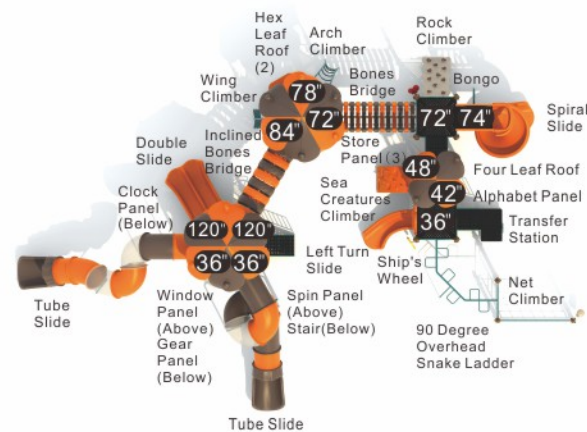 Hex
Leaf
Roof
(2)
Arch
Climber
Rock
Climber
Wing
Climber
78"
72"
84"
Bones
Bridge
Bongo
72"
74"
Spiral
Slide
Double
Slide
Inclined
Bones
Bridge
Store
Panel (3)
48"
Four Leaf Roof
Sea
Creatures
Climber
42"
Alphabet Panel
36"
Transfer
Station
Clock
Panel
(Below)
120"
120"
36"
36"
Left Turn
Slide
Ship's
Wheel
Net
Climber
Tube
Slide
Window
Panel
(Above)
Gear
Panel
(Below)
Spin Panel
(Above)
Stair(Below)
90 Degree
Overhead
Snake Ladder
Tube Slide